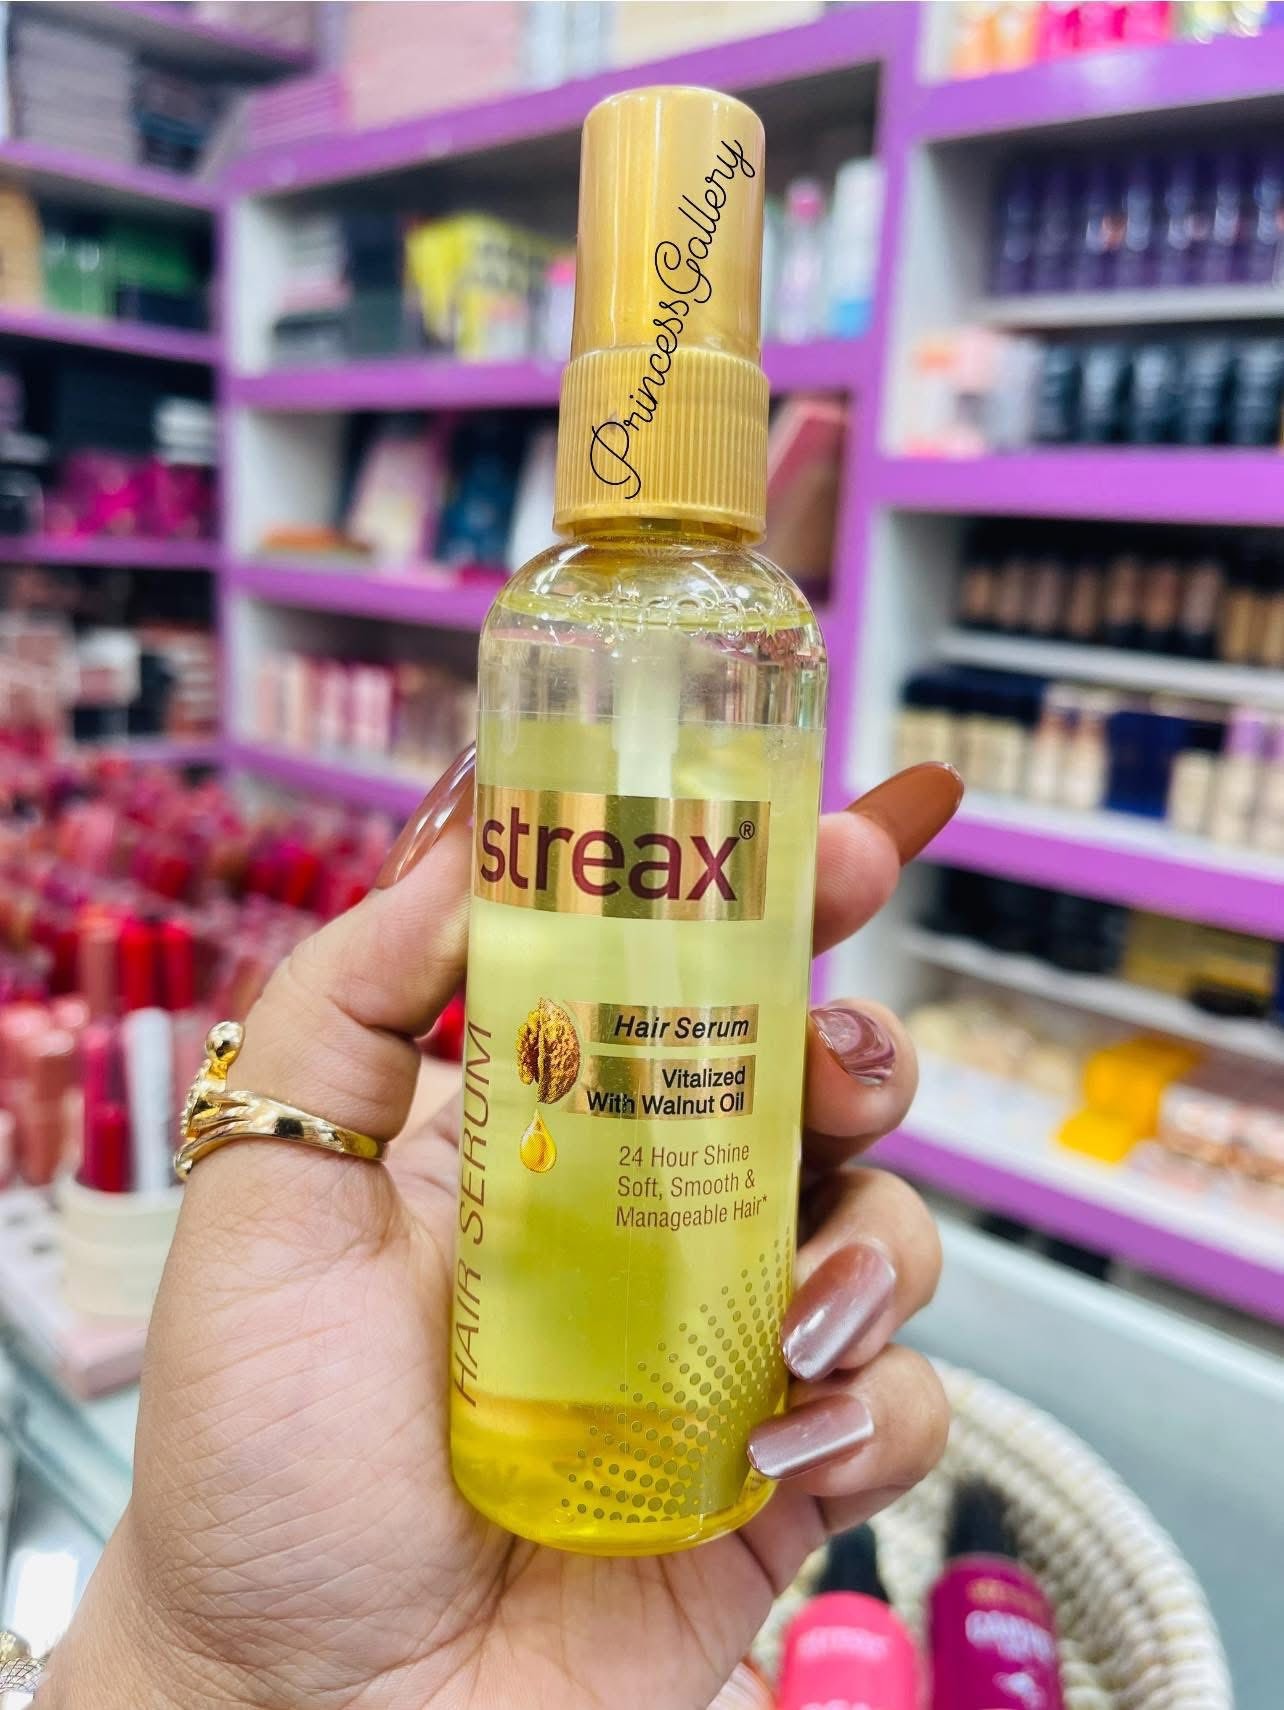 PrincessGallery
streax®
Hair Serum
Vitalized
With Walnut Oil
24 Hour Shine
Soft, Smooth &
Manageable Hair*
HAIR SERUM